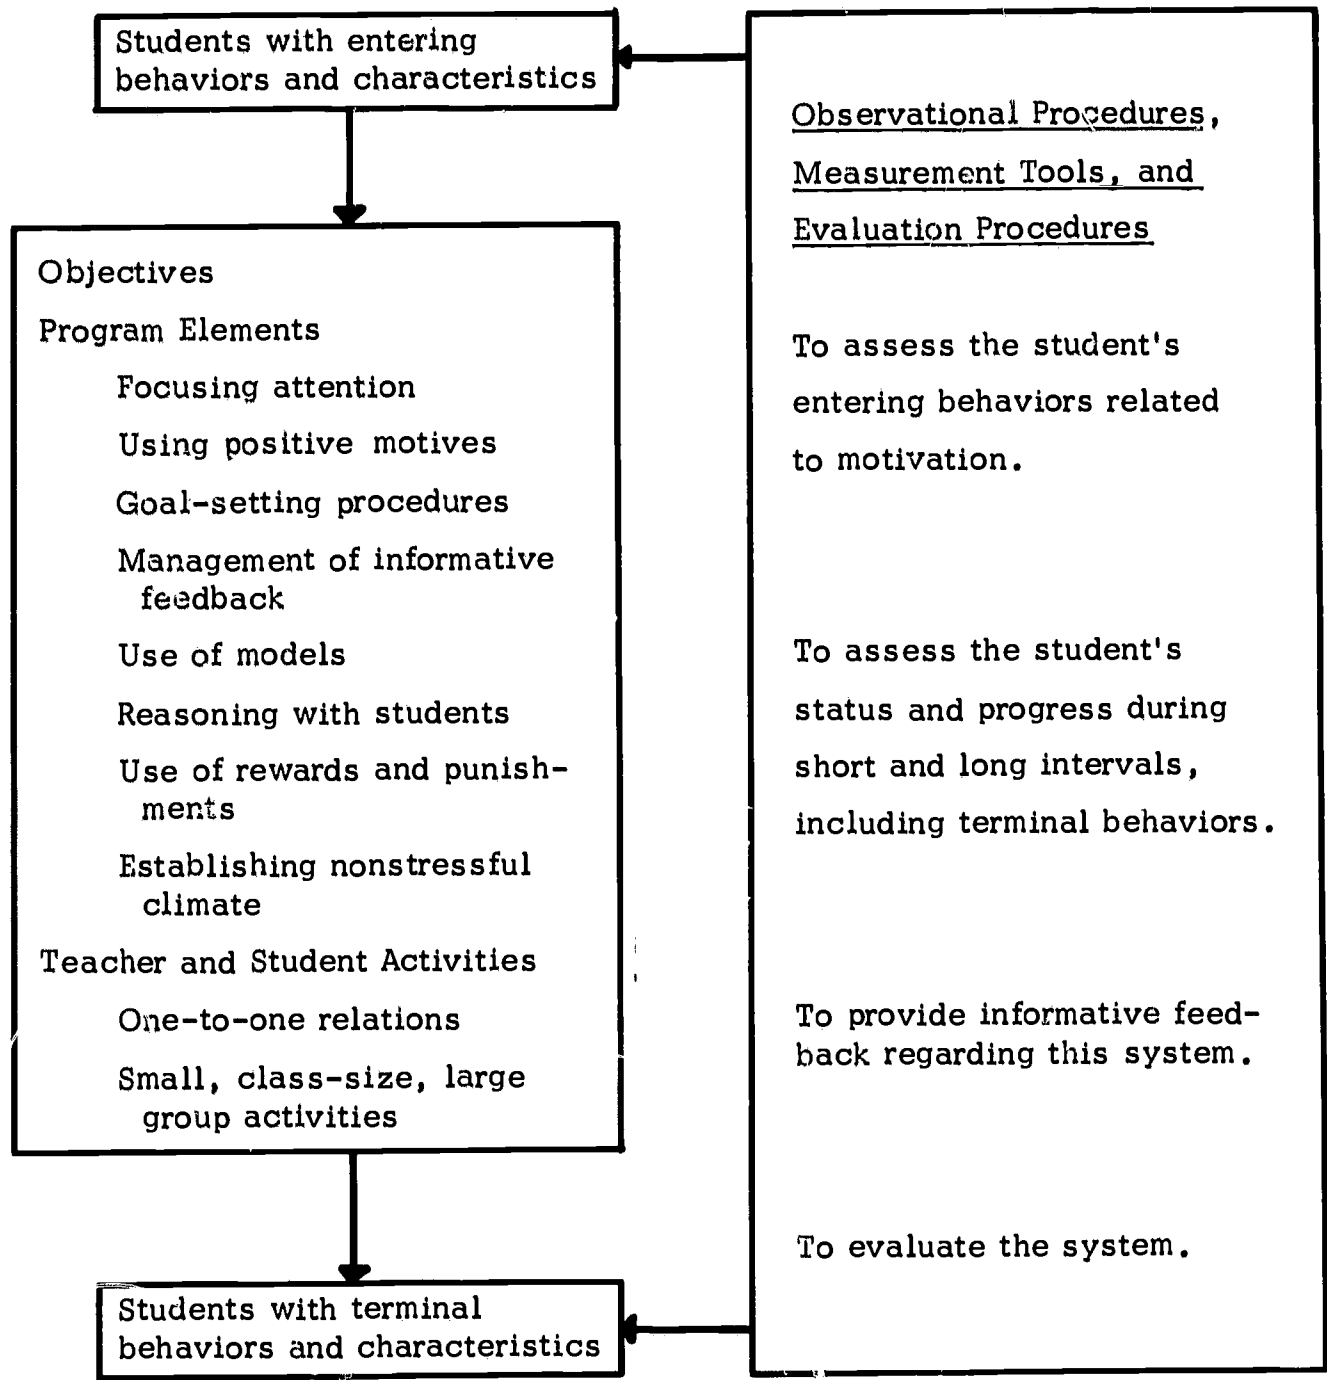 Students with entering
behaviors and characteristics
Objectives
Program Elements
Focusing attention
Using positive motives
Goal-setting procedures
Management of informative
feedback
Use of models
Reasoning with students
Use of rewards and punish-
ments
Establishing nonstressful
climate
Teacher and Student Activities
One-to-one relations
Small, class-size, large
group activities
Students with terminal
behaviors and characteristics
Observational Procedures,
Measurement Tools, and
Evaluation Procedures
To assess the student's
entering behaviors related
to motivation.
To assess the student's
status and progress during
short and long intervals,
including terminal behaviors.
To provide informative feed-
back regarding this system.
To evaluate the system.